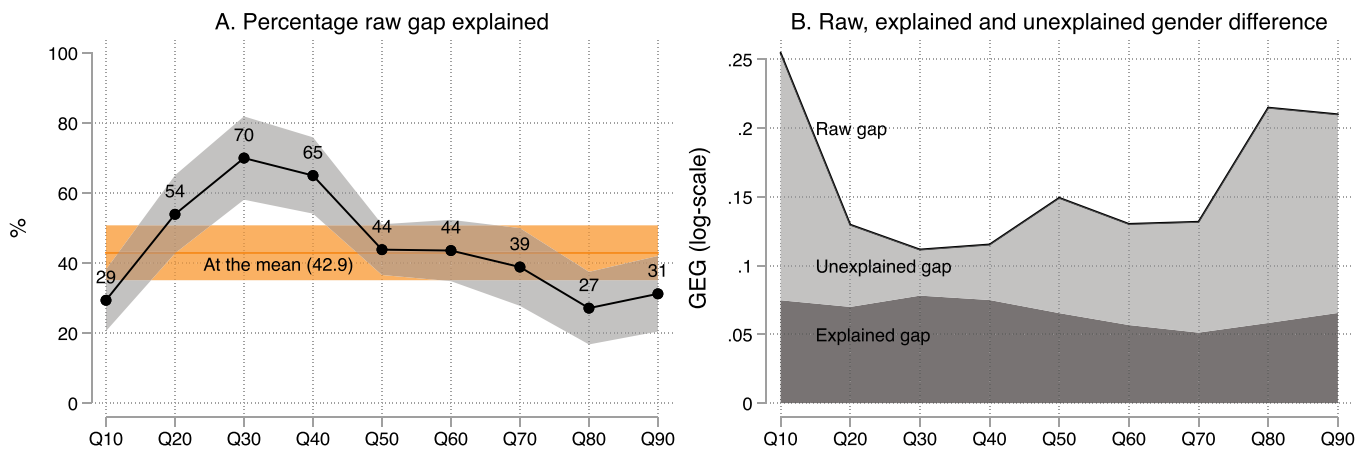 A. Percentage raw gap explained
100
80
60
40
20
0
%
29
54
70
65
44
44
39
27
31
At the mean (42.9)
Q10 Q20 Q30 Q40 Q50 Q60 Q70 Q80 Q90
B. Raw, explained and unexplained gender difference
.25
.2
.15
.1
.05
0
GEG (log-scale)
Raw gap
Unexplained gap
Explained gap
Q10 Q20 Q30 Q40 Q50 Q60 Q70 Q80 Q90